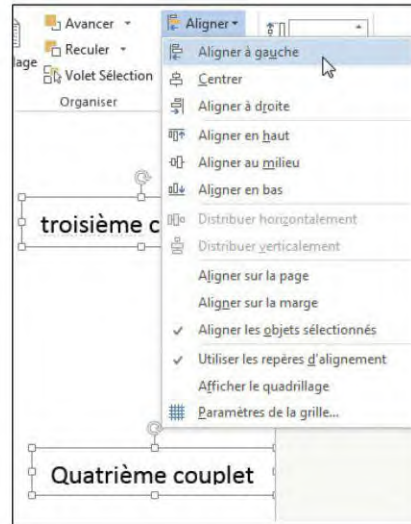 Avancer
Reculer
lage
Volet Sélection
Organiser
Aligner
Aligner à gauche
Centrer
Aligner à droite
Aligner en haut
Aligner au milieu
Aligner en bas
Distribuer horizontalement
Distribuer verticalement
Aligner sur la page
Aligner sur la marge
Aligner les objets sélectionnés
Utiliser les repères d'alignement
Afficher le quadrillage
Paramètres de la grille...
troisième c
Quatrième couplet